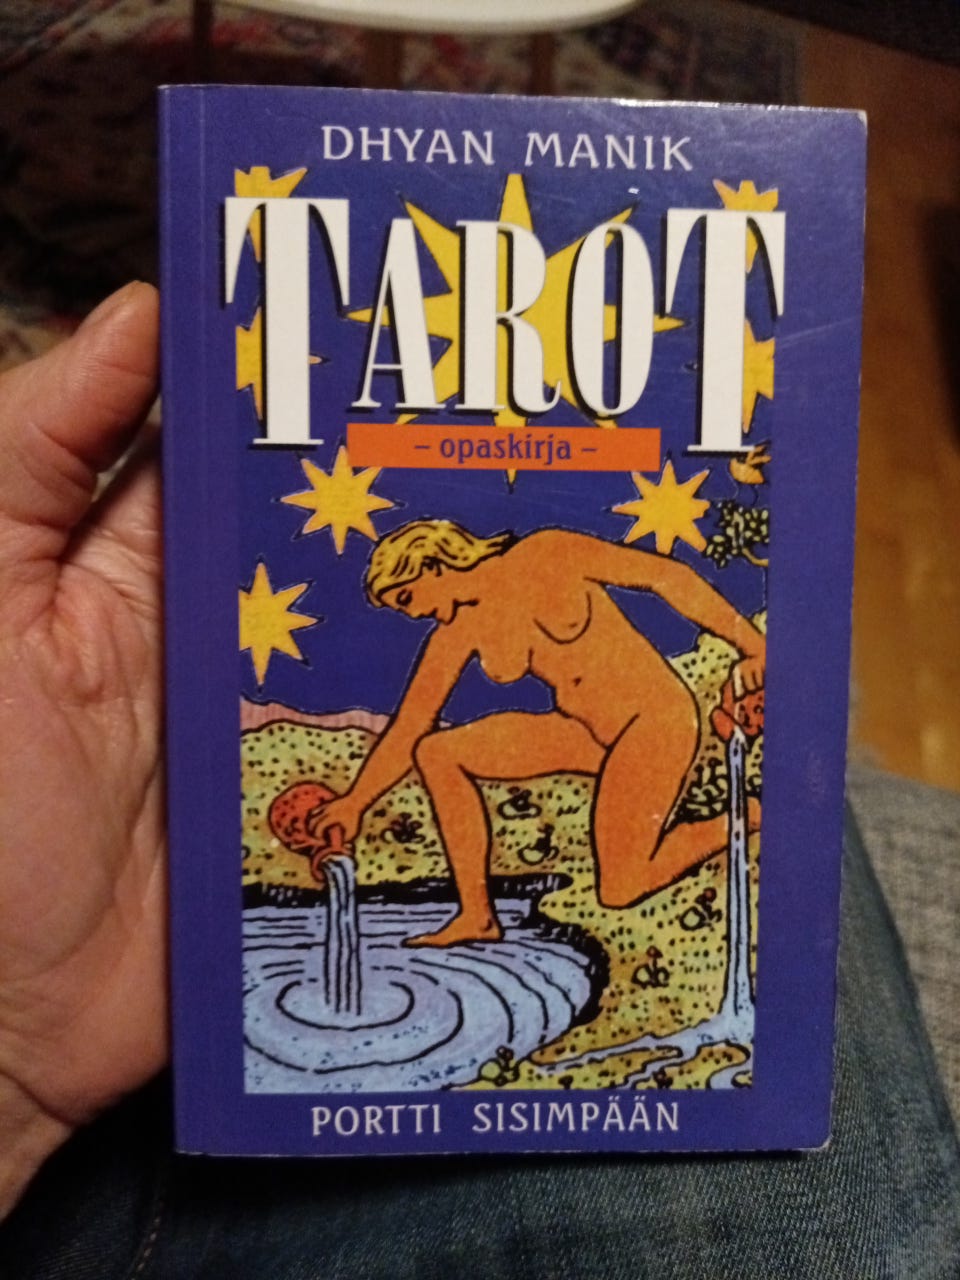 DHYAN MANIK
TAROT
– opaskirja –
PORTTI SISIMPÄÄN